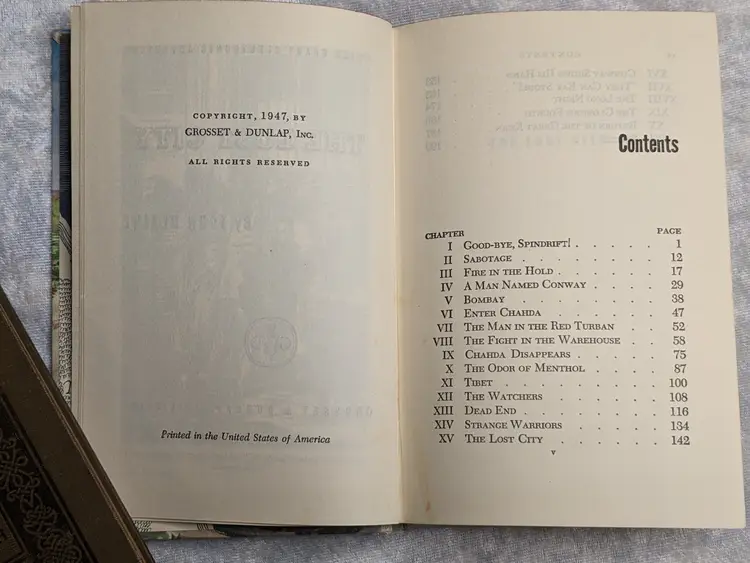 COPYRIGHT, 1947, BY
GROSSET & DUNLAP, INC.
ALL RIGHTS RESERVED
Printed in the United States of America
Contents
CHAPTER PAGE
I GOOD-BYE, SPINDRIFT! . . . . . 1
II SABOTAGE . . . . . . . . 12
III FIRE IN THE HOLD . . . . . . 17
IV A MAN NAMED CONWAY . . . . 29
V BOMBAY . . . . . . . . . 38
VI ENTER CHAHDA . . . . . . . 47
VII THE MAN IN THE RED TURBAN . . 52
VIII THE FIGHT IN THE WAREHOUSE . . 58
IX CHAHDA DISAPPEARS . . . . . 75
X THE ODOR OF MENTHOL . . . . 87
XI TIBET . . . . . . . . . 100
XII THE WATCHERS . . . . . . . 108
XIII DEAD END . . . . . . . . 116
XIV STRANGE WARRIORS . . . . . 134
XV THE LOST CITY . . . . . . 142
v